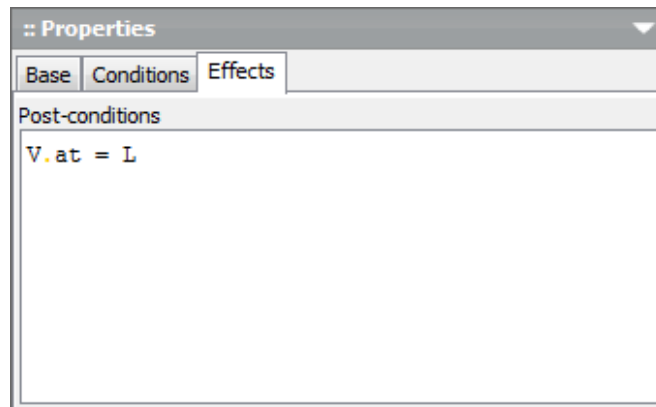 :: Properties
Base Conditions Effects
Post-conditions
V.at = L